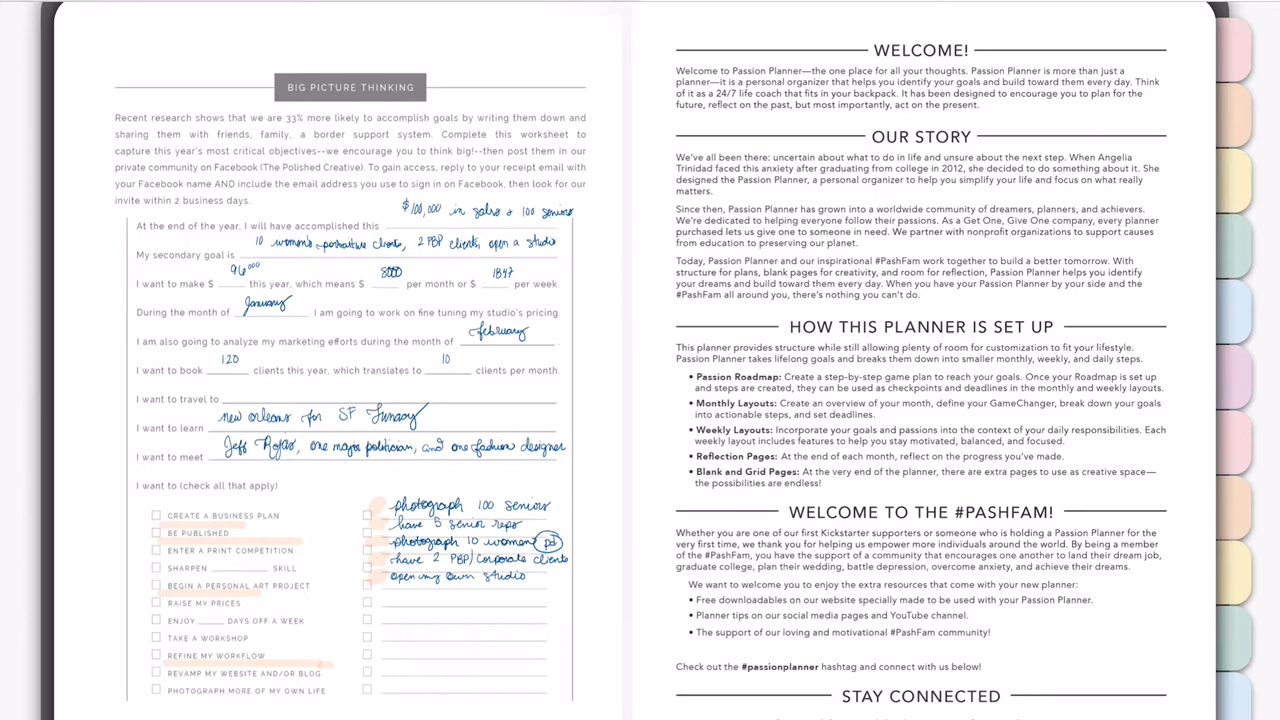 BIG PICTURE THINKING
Recent research shows that we are 33% more likely to accomplish goals by writing them down and
sharing them with friends, family, a border support system. Complete this worksheet to
capture this year's most critical objectives--we encourage you to think big!--then post them in our
private community on Facebook (The Polished Creative). To gain access, reply to your receipt email with
your Facebook name AND include the email address you use to sign in on Facebook, then look for our
invite within 2 business days.
$100,000 in sales + 100 seniors
At the end of the year, I will have accomplished this
10 women's portraiture clients, 2 PBP clients, open a studio
My secondary goal is
96000 8000 1847
I want to make $ ____ this year, which means $ ____ per month or $ ____ per week.
During the month of January I am going to work on fine tuning my studio's pricing.
I am also going to analyze my marketing efforts during the month of february
120 10
I want to book ____ clients this year, which translates to ____ clients per month.
I want to travel to
new orleans for SF
I want to learn
Jeff Rojas, one major politician, and one fashion designer
I want to meet
I want to (check all that apply)
CREATE A BUSINESS PLAN
BE PUBLISHED
ENTER A PRINT COMPETITION
SHARPEN ____ SKILL
BEGIN A PERSONAL ART PROJECT
RAISE MY PRICES
ENJOY ____ DAYS OFF A WEEK
TAKE A WORKSHOP
REFINE MY WORKFLOW
REVAMP MY WEBSITE AND/OR BLOG
PHOTOGRAPH MORE OF MY OWN LIFE
photograph 100 seniors
have 5 senior reps
photograph 10 women pd
have 2 PBP/Corporate clients
open my own studio
WELCOME!
Welcome to Passion Planner—the one place for all your thoughts. Passion Planner is more than just a
planner—it is a personal organizer that helps you identify your goals and build toward them every day. Think
of it as a 24/7 life coach that fits in your backpack. It has been designed to encourage you to plan for the
future, reflect on the past, but most importantly, act on the present.
OUR STORY
We've all been there: uncertain about what to do in life and unsure about the next step. When Angelia
Trinidad faced this anxiety after graduating from college in 2012, she decided to do something about it. She
designed the Passion Planner, a personal organizer to help you simplify your life and focus on what really
matters.
Since then, Passion Planner has grown into a worldwide community of dreamers, planners, and achievers.
We're dedicated to helping everyone follow their passions. As a Get One, Give One company, every planner
purchased lets us give one to someone in need. We partner with nonprofit organizations to support causes
from education to preserving our planet.
Today, Passion Planner and our inspirational #PashFam work together to build a better tomorrow. With
structure for plans, blank pages for creativity, and room for reflection, Passion Planner helps you identify
your dreams and build toward them every day. When you have your Passion Planner by your side and the
#PashFam all around you, there's nothing you can't do.
HOW THIS PLANNER IS SET UP
This planner provides structure while still allowing plenty of room for customization to fit your lifestyle.
Passion Planner takes lifelong goals and breaks them down into smaller monthly, weekly, and daily steps.
• Passion Roadmap: Create a step-by-step game plan to reach your goals. Once your Roadmap is set up
and steps are created, they can be used as checkpoints and deadlines in the monthly and weekly layouts.
• Monthly Layouts: Create an overview of your month, define your GameChanger, break down your goals
into actionable steps, and set deadlines.
• Weekly Layouts: Incorporate your goals and passions into the context of your daily responsibilities. Each
weekly layout includes features to help you stay motivated, balanced, and focused.
• Reflection Pages: At the end of each month, reflect on the progress you've made.
• Blank and Grid Pages: At the very end of the planner, there are extra pages to use as creative space—
the possibilities are endless!
WELCOME TO THE #PASHFAM!
Whether you are one of our first Kickstarter supporters or someone who is holding a Passion Planner for the
very first time, we thank you for helping us empower more individuals around the world. By being a member
of the #PashFam, you have the support of a community that encourages one another to land their dream job,
graduate college, plan their wedding, battle depression, overcome anxiety, and achieve their dreams.
We want to welcome you to enjoy the extra resources that come with your new planner:
• Free downloadables on our website specially made to be used with your Passion Planner.
• Planner tips on our social media pages and YouTube channel.
• The support of our loving and motivational #PashFam community!
Check out the #passionplanner hashtag and connect with us below!
STAY CONNECTED